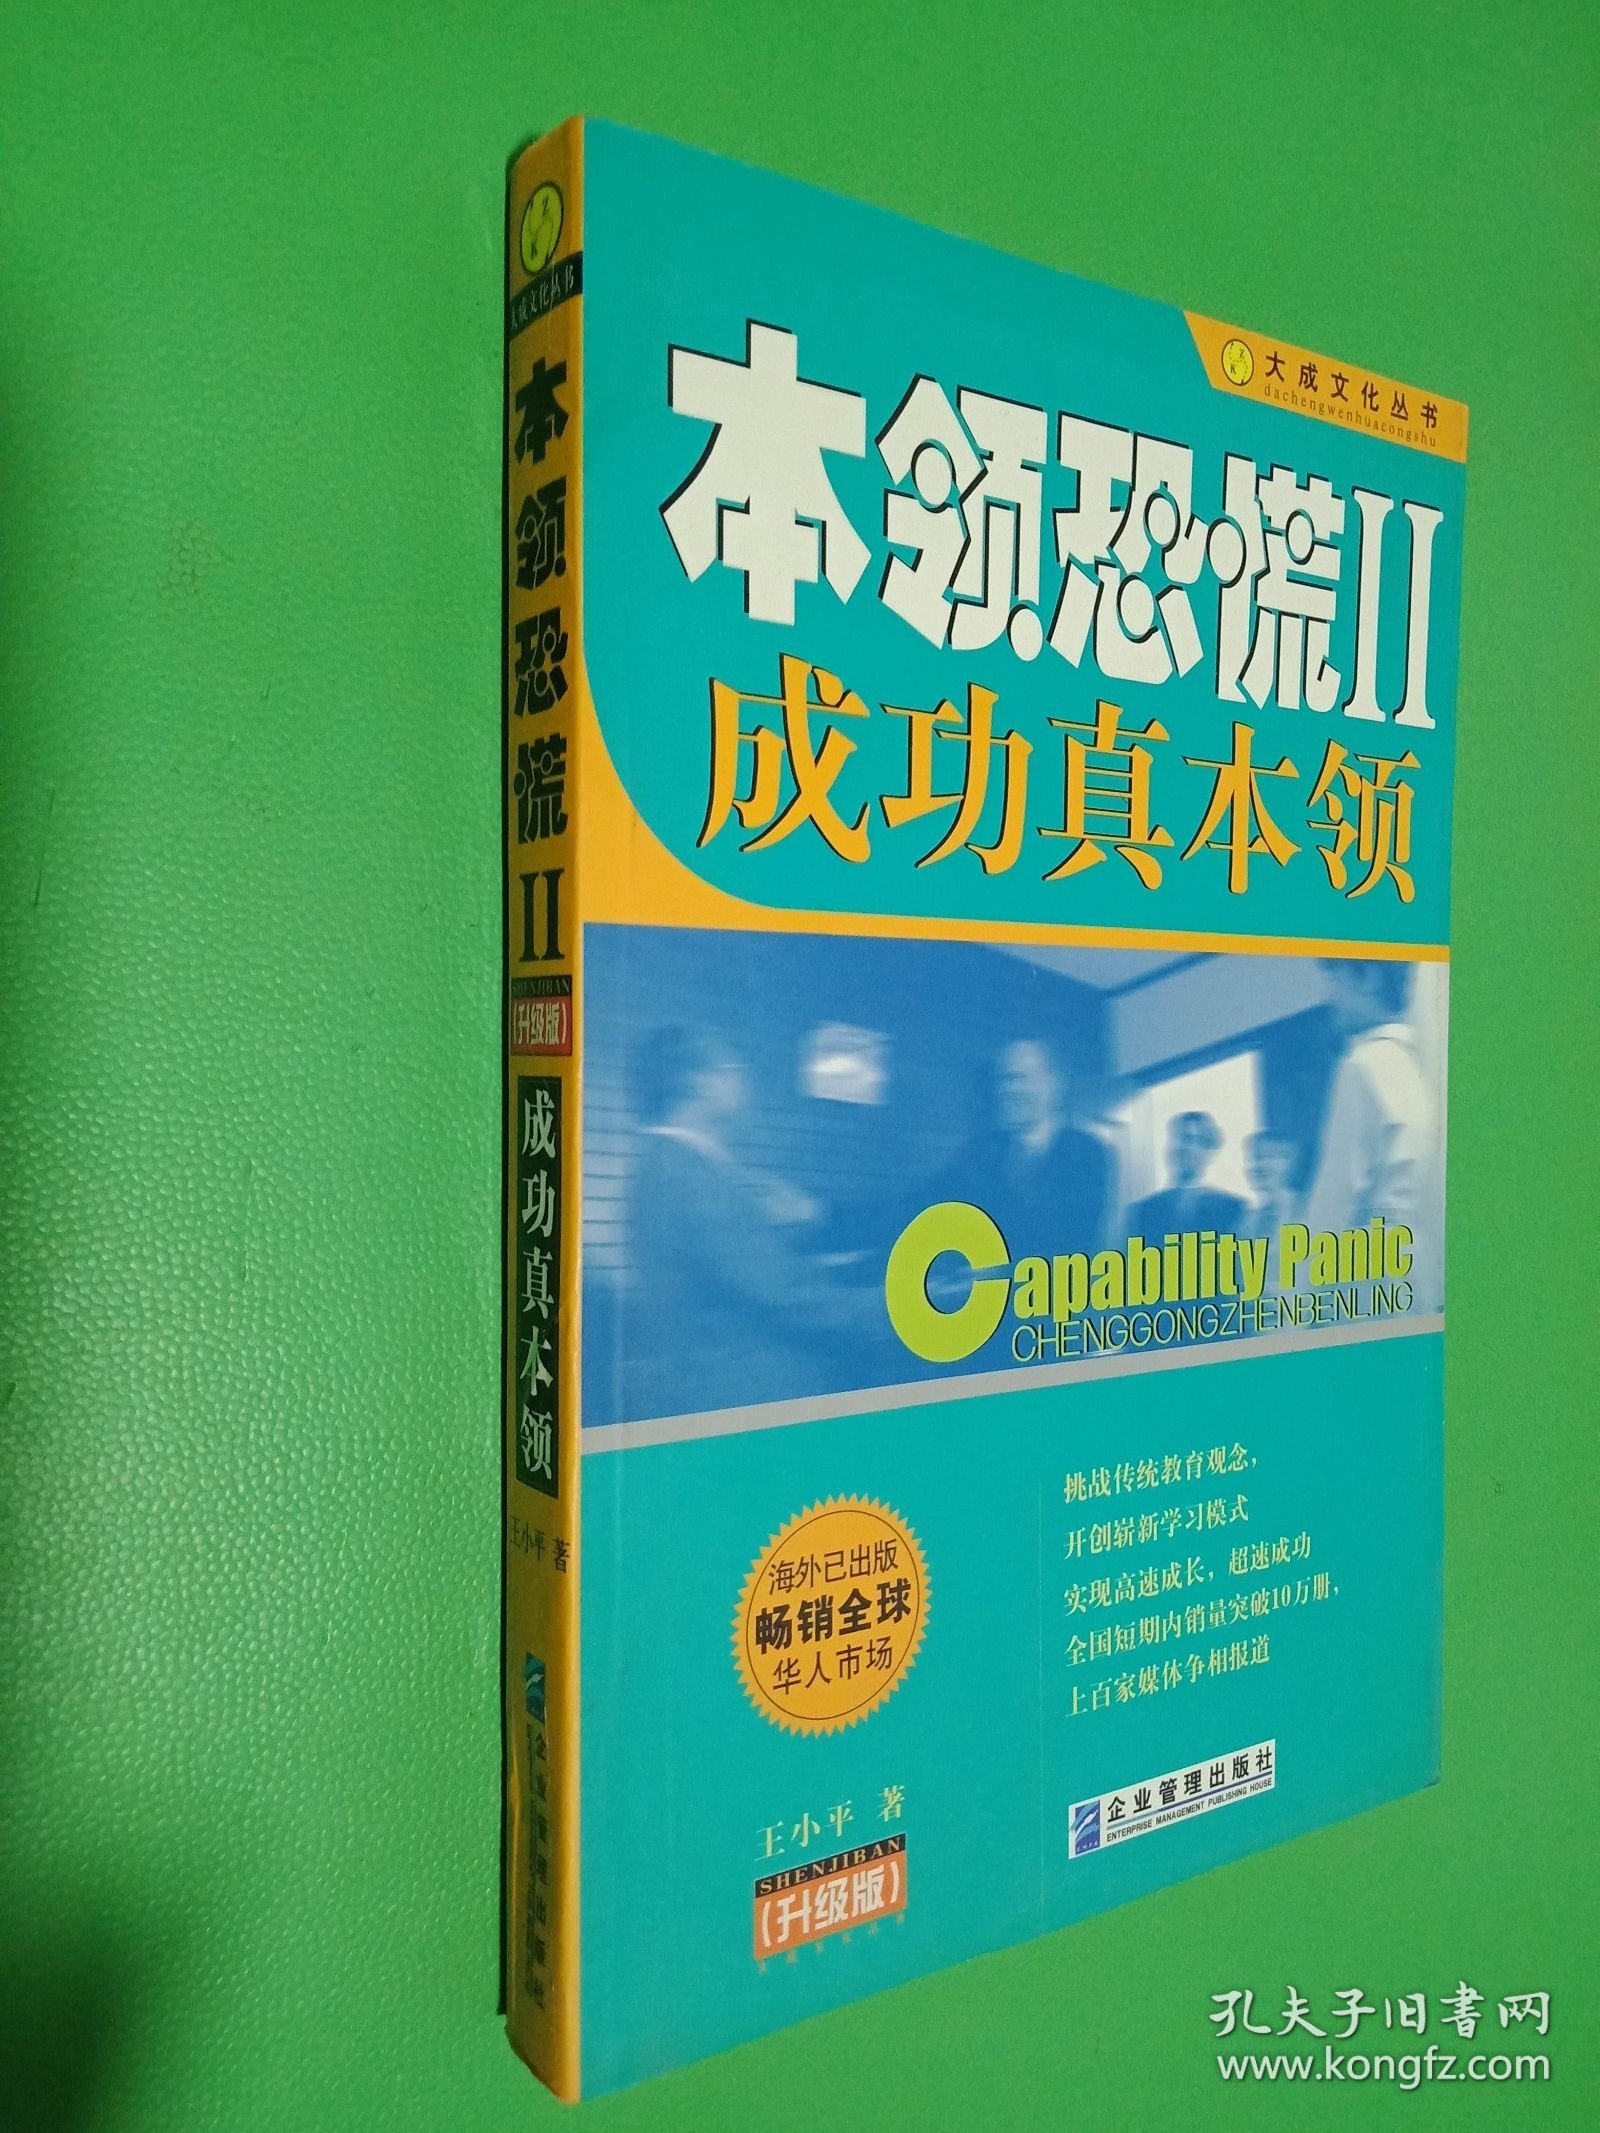 Z
K
大成文化丛书
本领恐慌II
SHENJIBAN
(升级版)
成功真本领
王小平 著
企业管理出版社
Z
K
大成文化丛书
dachengwenhuacongshu
本领恐慌II
成功真本领
Capability Panic
CHENGGONGZHENBENLING
挑战传统教育观念，
开创崭新学习模式
实现高速成长，超速成功
全国短期内销量突破10万册，
上百家媒体争相报道
海外已出版
畅销全球
华人市场
王小平 著
SHENJIBAN
(升级版)
企业管理出版社
ENTERPRISE MANAGEMENT PUBLISHING HOUSE
孔夫子旧书网
www.kongfz.com